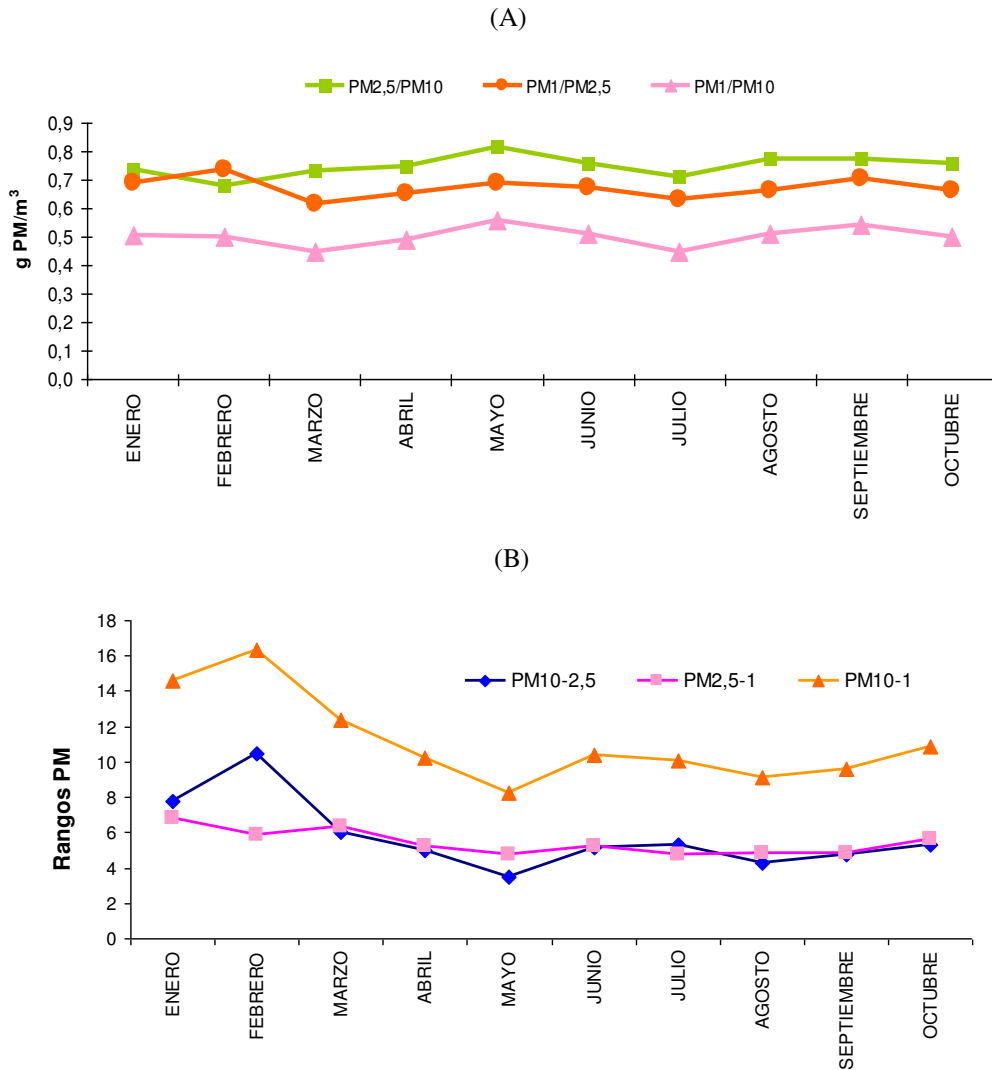 (A)
PM2,5/PM10 PM1/PM2,5 PM1/PM10
0,9
0,8
0,7
0,6
0,5
0,4
0,3
0,2
0,1
0,0
g PM/m³
ENERO
FEBRERO
MARZO
ABRIL
MAYO
JUNIO
JULIO
AGOSTO
SEPTIEMBRE
OCTUBRE
(B)
18
16
14
12
10
8
6
4
2
0
Rangos PM
PM10-2,5 PM2,5-1 PM10-1
ENERO
FEBRERO
MARZO
ABRIL
MAYO
JUNIO
JULIO
AGOSTO
SEPTIEMBRE
OCTUBRE